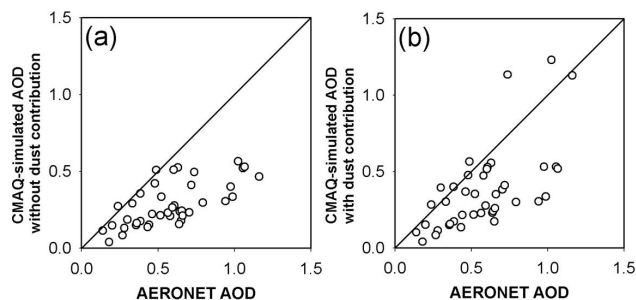 (a)
CMAQ-simulated AOD
without dust contribution
1.5
1.0
0.5
0.0
0.0 0.5 1.0 1.5
AERONET AOD
(b)
CMAQ-simulated AOD
with dust contribution
1.5
1.0
0.5
0.0
0.0 0.5 1.0 1.5
AERONET AOD